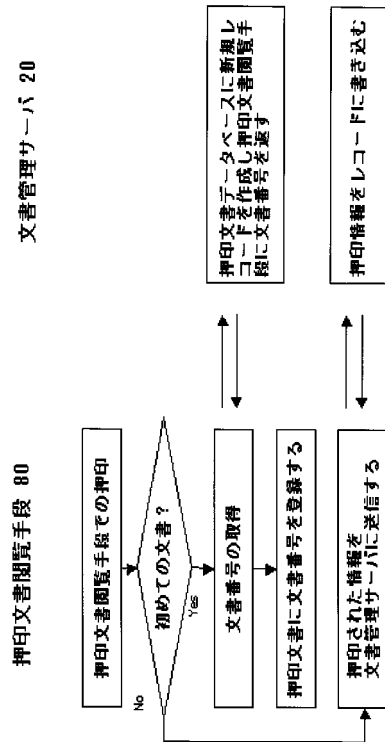 押印文書閲覧手段 80
文書管理サーバ 20
押印文書閲覧手段での押印
初めての文書?
No
Yes
文書番号の取得
押印文書データベースに新規レ
コードを作成し押印文書閲覧手
段に文書番号を返す
押印文書に文書番号を登録する
押印された情報を
文書管理サーバに送信する
押印情報をレコードに書き込む